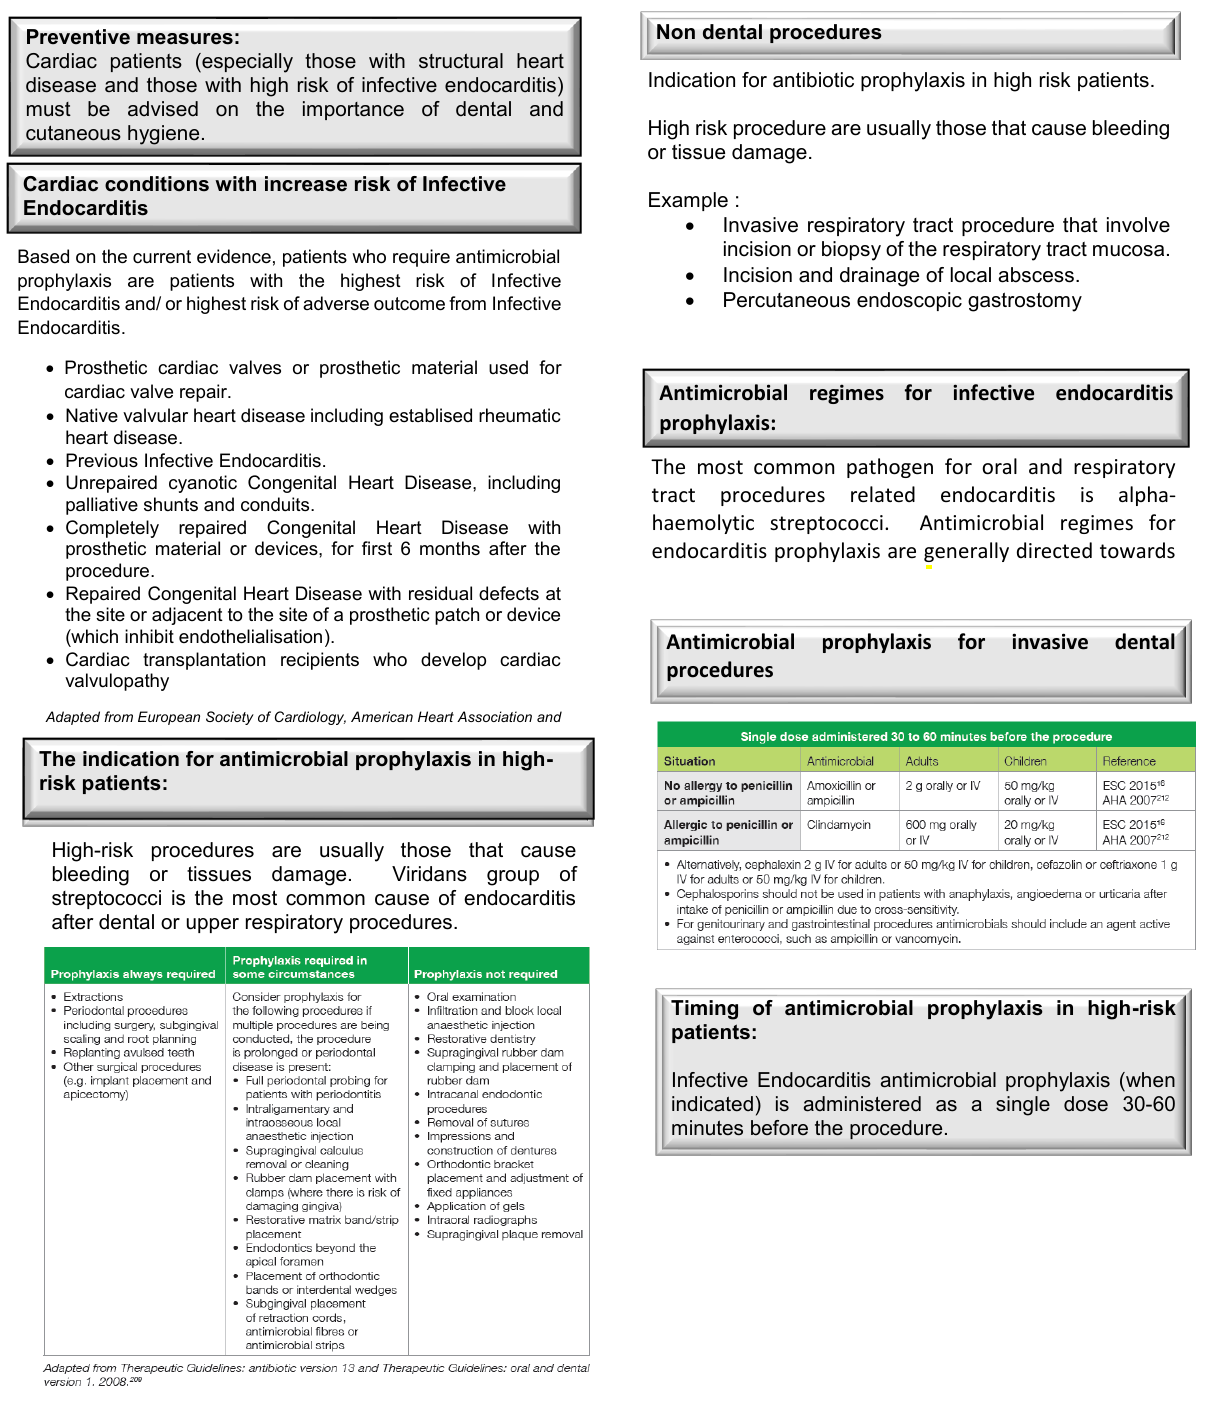 Preventive measures:
Cardiac patients (especially those with structural heart
disease and those with high risk of infective endocarditis)
must be advised on the importance of dental and
cutaneous hygiene.
Cardiac conditions with increase risk of Infective
Endocarditis
Based on the current evidence, patients who require antimicrobial
prophylaxis are patients with the highest risk of Infective
Endocarditis and/ or highest risk of adverse outcome from Infective
Endocarditis.
• Prosthetic cardiac valves or prosthetic material used for
cardiac valve repair.
• Native valvular heart disease including establised rheumatic
heart disease.
• Previous Infective Endocarditis.
• Unrepaired cyanotic Congenital Heart Disease, including
palliative shunts and conduits.
• Completely repaired Congenital Heart Disease with
prosthetic material or devices, for first 6 months after the
procedure.
• Repaired Congenital Heart Disease with residual defects at
the site or adjacent to the site of a prosthetic patch or device
(which inhibit endothelialisation).
• Cardiac transplantation recipients who develop cardiac
valvulopathy
Adapted from European Society of Cardiology, American Heart Association and
The indication for antimicrobial prophylaxis in high-
risk patients:
High-risk procedures are usually those that cause
bleeding or tissues damage. Viridans group of
streptococci is the most common cause of endocarditis
after dental or upper respiratory procedures.
Prophylaxis always required
• Extractions
• Periodontal procedures
including surgery, subgingival
scaling and root planning
• Replanting avulsed teeth
• Other surgical procedures
(e.g. implant placement and
apicectomy)
Prophylaxis required in
some circumstances
Consider prophylaxis for
the following procedures if
multiple procedures are being
conducted, the procedure
is prolonged or periodontal
disease is present:
• Full periodontal probing for
patients with periodontitis
• Intraligamentary and
intraosseous local
anaesthetic injection
• Supragingival calculus
removal or cleaning
• Rubber dam placement with
clamps (where there is risk of
damaging gingiva)
• Restorative matrix band/strip
placement
• Endodontics beyond the
apical foramen
• Placement of orthodontic
bands or interdental wedges
• Subgingival placement
of retraction cords,
antimicrobial fibres or
antimicrobial strips
Prophylaxis not required
• Oral examination
• Infiltration and block local
anaesthetic injection
• Restorative dentistry
• Supragingival rubber dam
clamping and placement of
rubber dam
• Intracanal endodontic
procedures
• Removal of sutures
• Impressions and
construction of dentures
• Orthodontic bracket
placement and adjustment of
fixed appliances
• Application of gels
• Intraoral radiographs
• Supragingival plaque removal
Adapted from Therapeutic Guidelines: antibiotic version 13 and Therapeutic Guidelines: oral and dental
version 1. 2008.²⁰⁹
Non dental procedures
Indication for antibiotic prophylaxis in high risk patients.
High risk procedure are usually those that cause bleeding
or tissue damage.
Example :
• Invasive respiratory tract procedure that involve
incision or biopsy of the respiratory tract mucosa.
• Incision and drainage of local abscess.
• Percutaneous endoscopic gastrostomy
Antimicrobial regimes for infective endocarditis
prophylaxis:
The most common pathogen for oral and respiratory
tract procedures related endocarditis is alpha-
haemolytic streptococci. Antimicrobial regimes for
endocarditis prophylaxis are generally directed towards
Antimicrobial prophylaxis for invasive dental
procedures
Single dose administered 30 to 60 minutes before the procedure
Situation Antimicrobial Adults Children Reference
No allergy to penicillin Amoxicillin or 2 g orally or IV 50 mg/kg ESC 2015¹⁶
or ampicillin ampicillin orally or IV AHA 2007²¹²
Allergic to penicillin or Clindamycin 600 mg orally 20 mg/kg ESC 2015¹⁶
ampicillin or IV orally or IV AHA 2007²¹²
• Alternatively, cephalexin 2 g IV for adults or 50 mg/kg IV for children, cefazolin or ceftriaxone 1 g
IV for adults or 50 mg/kg IV for children.
• Cephalosporins should not be used in patients with anaphylaxis, angioedema or urticaria after
intake of penicillin or ampicillin due to cross-sensitivity.
• For genitourinary and gastrointestinal procedures antimicrobials should include an agent active
against enterococci, such as ampicillin or vancomycin.
Timing of antimicrobial prophylaxis in high-risk
patients:
Infective Endocarditis antimicrobial prophylaxis (when
indicated) is administered as a single dose 30-60
minutes before the procedure.